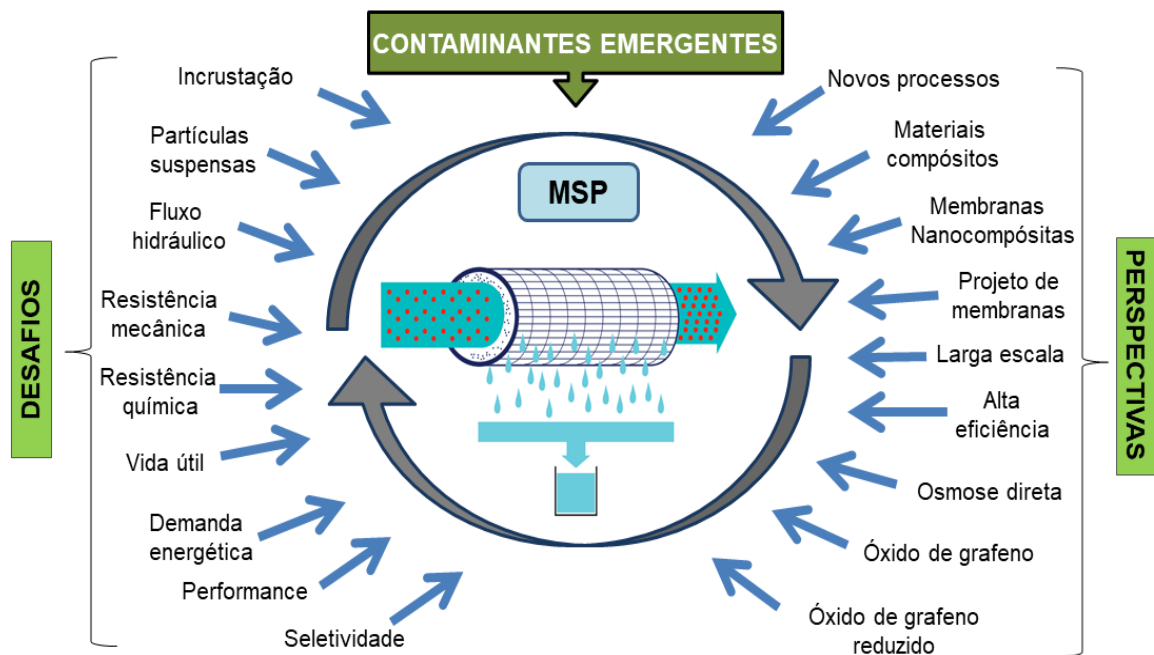 CONTAMINANTES EMERGENTES
MSP
DESAFIOS
Incrustação
Partículas
suspensas
Fluxo
hidráulico
Resistência
mecânica
Resistência
química
Vida útil
Demanda
energética
Performance
Seletividade
Novos processos
Materiais
compósitos
Membranas
Nanocompósitas
Projeto de
membranas
Larga escala
Alta
eficiência
Osmose direta
Óxido de grafeno
Óxido de grafeno
reduzido
PERSPECTIVAS